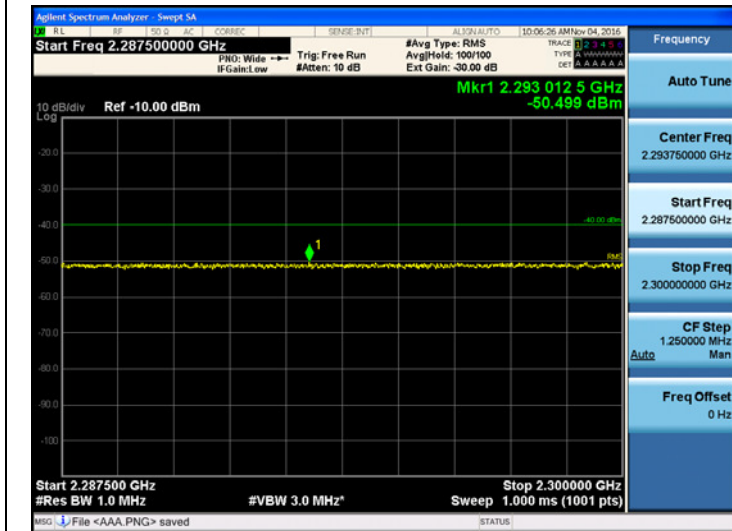 Agilent Spectrum Analyzer - Swept SA
RL RF 50 Ω AC CORREC SENSE:INT ALIGN AUTO 10:06:26 AM Nov 04, 2016
Start Freq 2.287500000 GHz
PNO: Wide
IFGain:Low
Trig: Free Run
#Atten: 10 dB
#Avg Type: RMS
Avg|Hold: 100/100
Ext Gain: -30.00 dB
TRACE 1 2 3 4 5 6
TYPE A WWWWW
DET A A A A A A
Frequency
Mkr1 2.293 012 5 GHz
-50.499 dBm
10 dB/div Ref -10.00 dBm
Log
-20.0
-30.0
-40.0
-50.0
-60.0
-70.0
-80.0
-90.0
-100
-40.00 dBm
1
RMS
Start 2.287500 GHz
Stop 2.300000 GHz
#Res BW 1.0 MHz #VBW 3.0 MHz* Sweep 1.000 ms (1001 pts)
MSG File <AAA.PNG> saved STATUS
Auto Tune
Center Freq
2.293750000 GHz
Start Freq
2.287500000 GHz
Stop Freq
2.300000000 GHz
CF Step
1.250000 MHz
Auto Man
Freq Offset
0 Hz